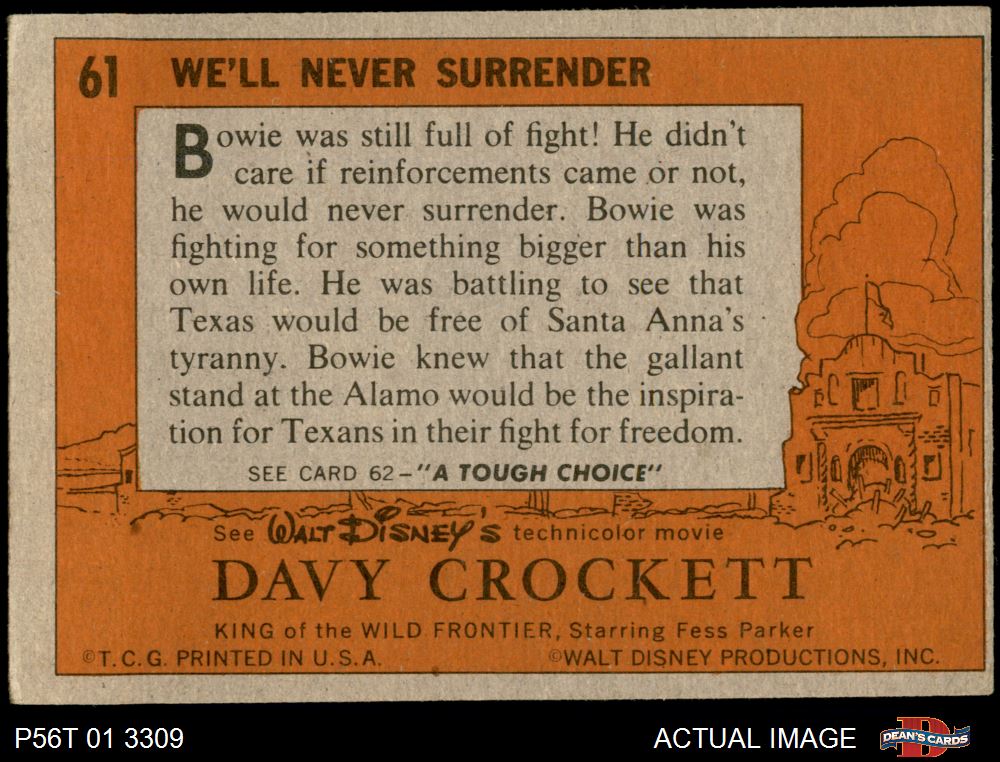 61 WE'LL NEVER SURRENDER
Bowie was still full of fight! He didn't
care if reinforcements came or not,
he would never surrender. Bowie was
fighting for something bigger than his
own life. He was battling to see that
Texas would be free of Santa Anna's
tyranny. Bowie knew that the gallant
stand at the Alamo would be the inspira-
tion for Texans in their fight for freedom.
SEE CARD 62-"A TOUGH CHOICE"
See WALT DISNEY'S technicolor movie
DAVY CROCKETT
KING of the WILD FRONTIER, Starring Fess Parker
©T. C. G. PRINTED IN U. S. A. ©WALT DISNEY PRODUCTIONS, INC.
P56T 01 3309 ACTUAL IMAGE D DEAN'S CARDS